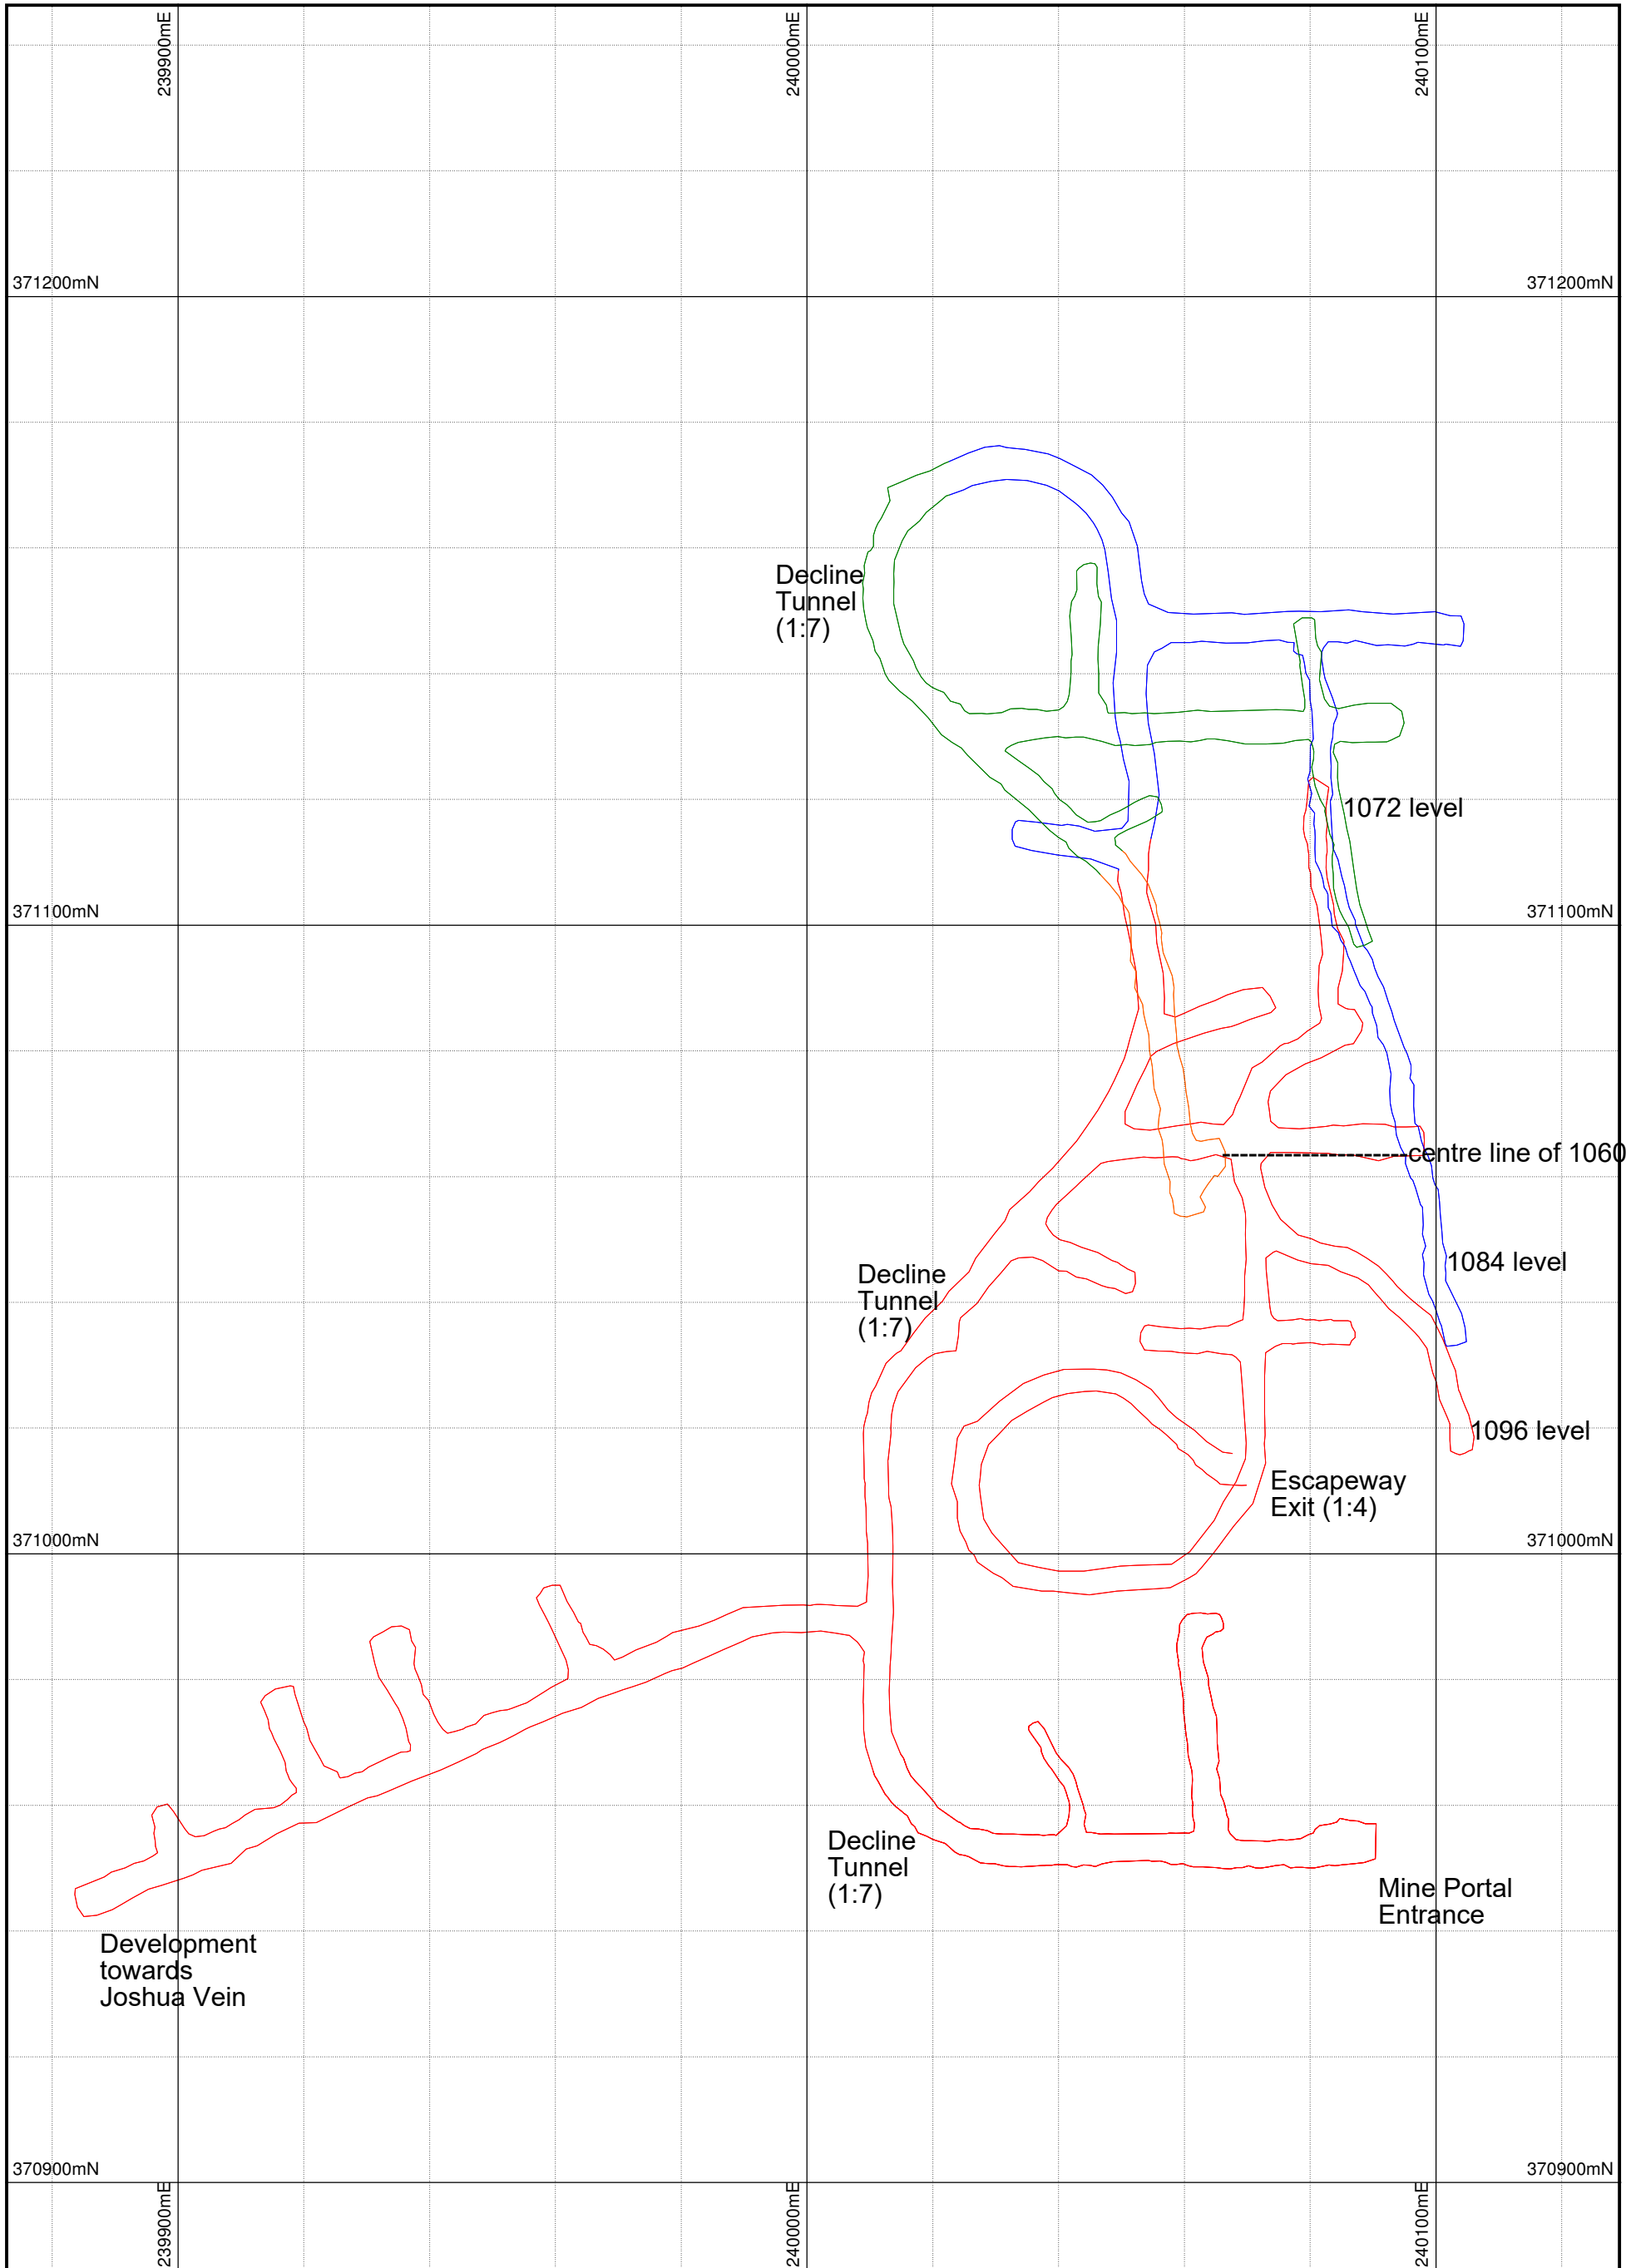 239900mE
240000mE
240100mE
371200mN
371200mN
Decline
Tunnel
(1:7)
1072 level
371100mN
371100mN
centre line of 1060
1084 level
Decline
Tunnel
(1:7)
1096 level
Escapeway
Exit (1:4)
371000mN
371000mN
Decline
Tunnel
(1:7)
Mine Portal
Entrance
Development
towards
Joshua Vein
370900mN
370900mN
239900mE
240000mE
240100mE